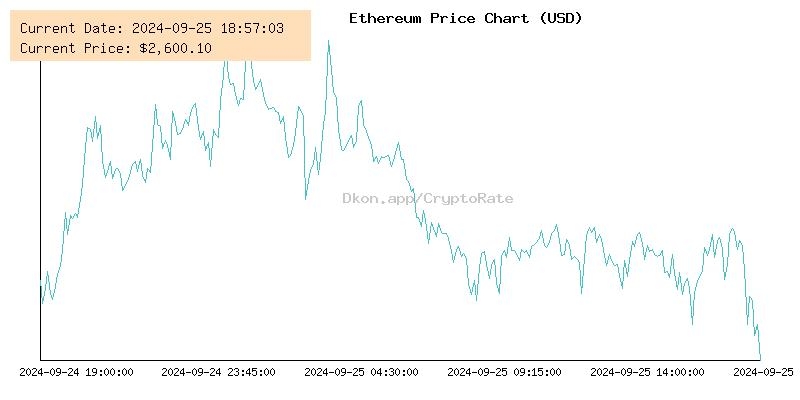 Ethereum Price Chart (USD)
Current Date: 2024-09-25 18:57:03
Current Price: $2,600.10
Dkon.app/CryptoRate
2024-09-24 19:00:00 2024-09-24 23:45:00 2024-09-25 04:30:00 2024-09-25 09:15:00 2024-09-25 14:00:00 2024-09-25